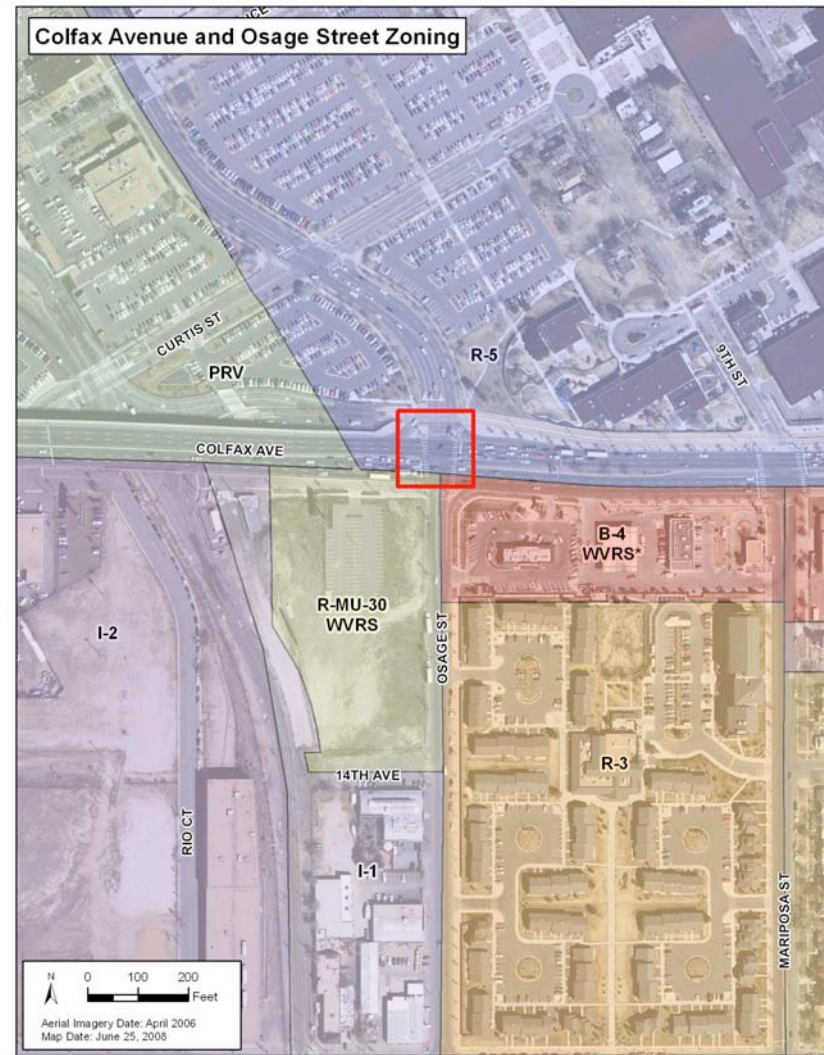 Colfax Avenue and Osage Street Zoning
CURTIS ST
PRV
R-5
9TH ST
COLFAX AVE
B-4
WVRS*
R-MU-30
WVRS
I-2
OSAGE ST
R-3
14TH AVE
RIO CT
I-1
MARIPOSA ST
N
0 100 200
Feet
Aerial Imagery Date: April 2006
Map Date: June 25, 2008